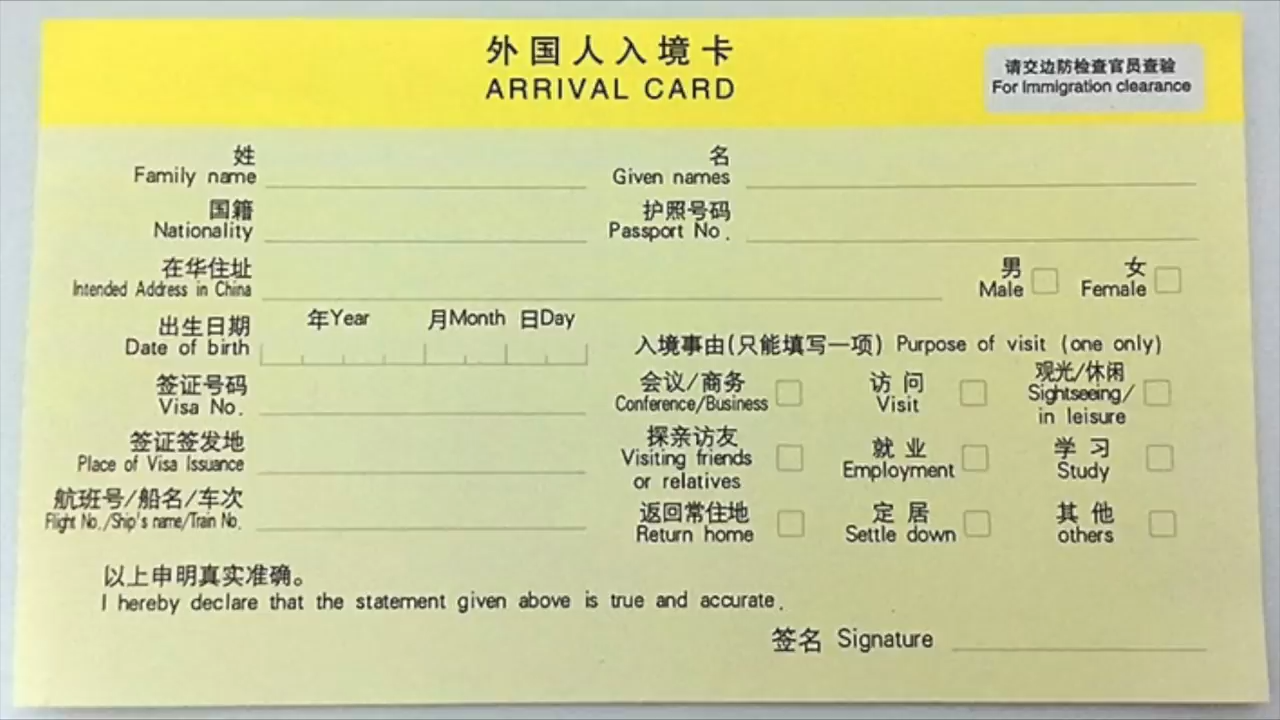 外国人入境卡
ARRIVAL CARD
请交边防检查官员查验
For Immigration clearance
姓
Family name
名
Given names
国籍
Nationality
护照号码
Passport No.
在华住址
Intended Address in China
男
Male
女
Female
出生日期
Date of birth
年Year 月Month 日Day
入境事由(只能填写一项) Purpose of visit (one only)
签证号码
Visa No.
会议/商务
Conference/Business
访问
Visit
观光/休闲
Sightseeing/
in leisure
签证签发地
Place of Visa Issuance
探亲访友
Visiting friends
or relatives
就业
Employment
学习
Study
航班号/船名/车次
Flight No./Ship's name/Train No.
返回常住地
Return home
定居
Settle down
其他
others
以上申明真实准确。
I hereby declare that the statement given above is true and accurate.
签名 Signature